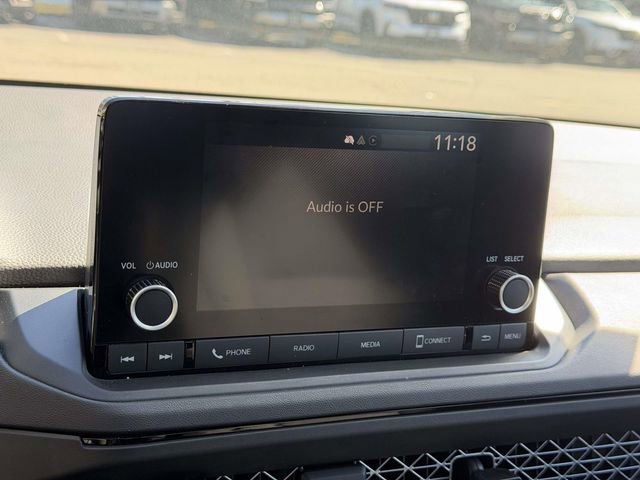 11:18
Audio is OFF
VOL AUDIO
LIST SELECT
PHONE
RADIO
MEDIA
CONNECT
MENU